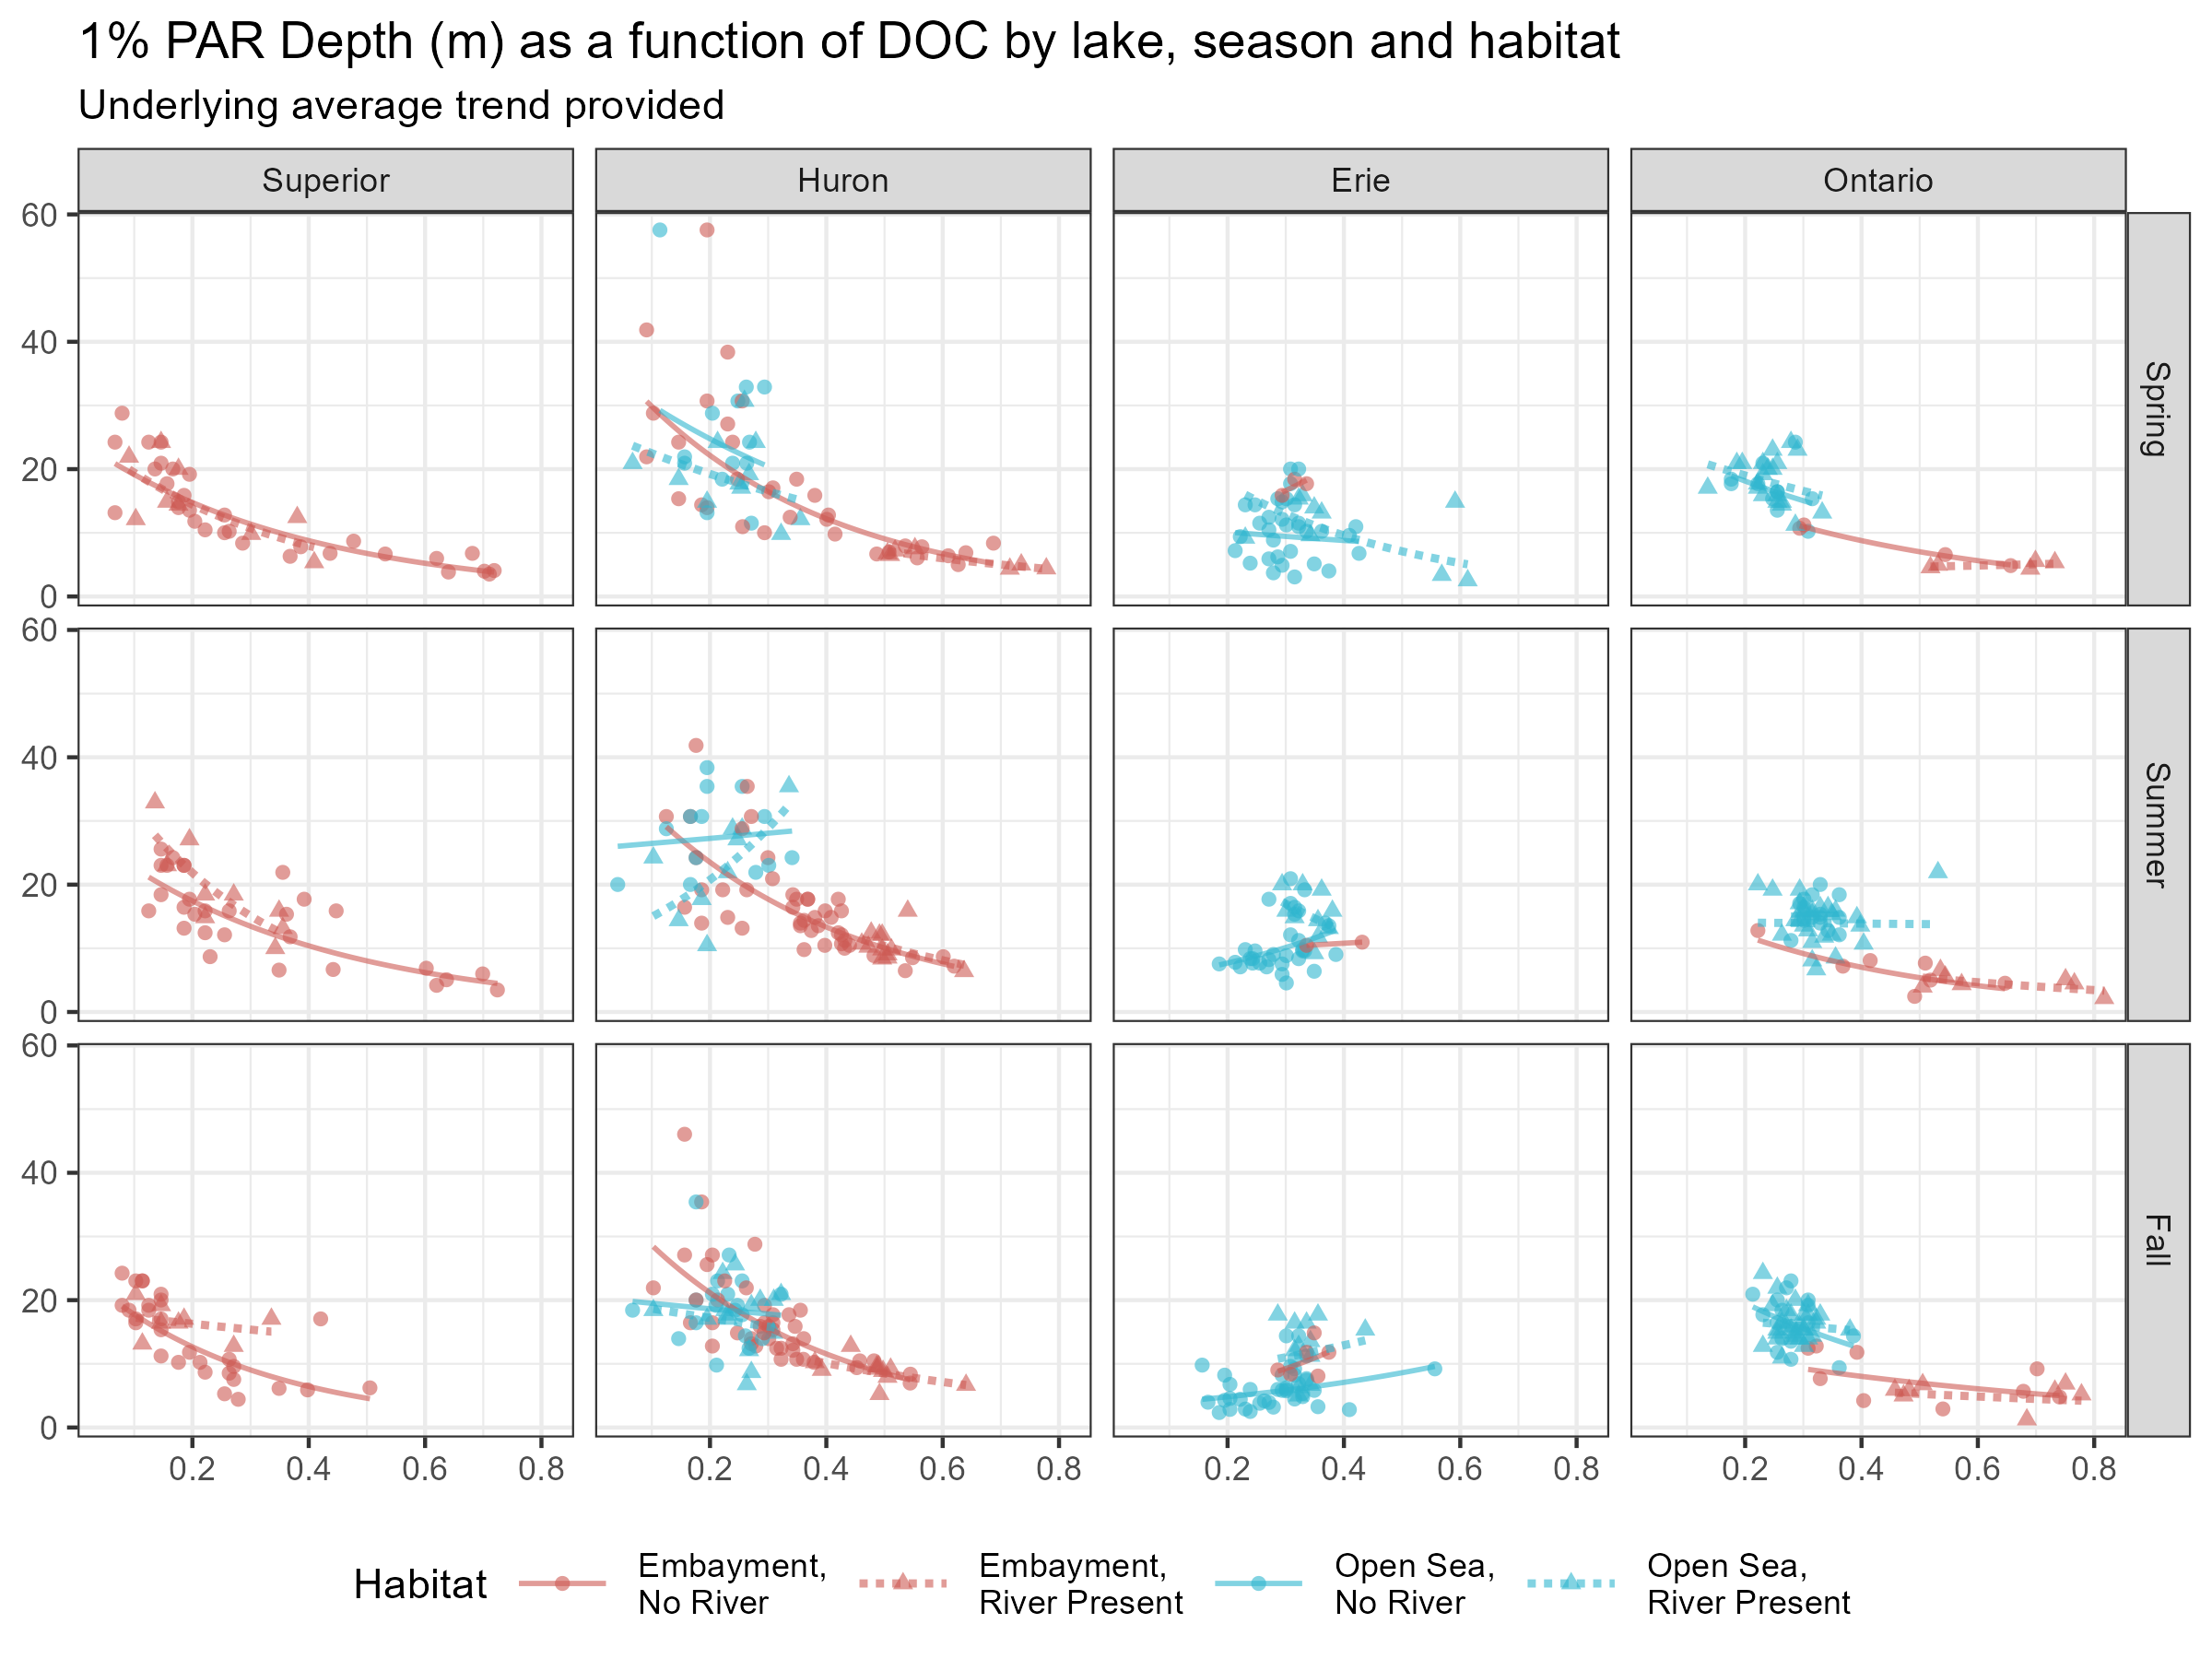 1% PAR Depth (m) as a function of DOC by lake, season and habitat
Underlying average trend provided
Superior
Huron
Erie
Ontario
60
40
20
0
Spring
60
40
20
0
Summer
60
40
20
0
Fall
0.2 0.4 0.6 0.8
0.2 0.4 0.6 0.8
0.2 0.4 0.6 0.8
0.2 0.4 0.6 0.8
Habitat
Embayment,
No River
Embayment,
River Present
Open Sea,
No River
Open Sea,
River Present